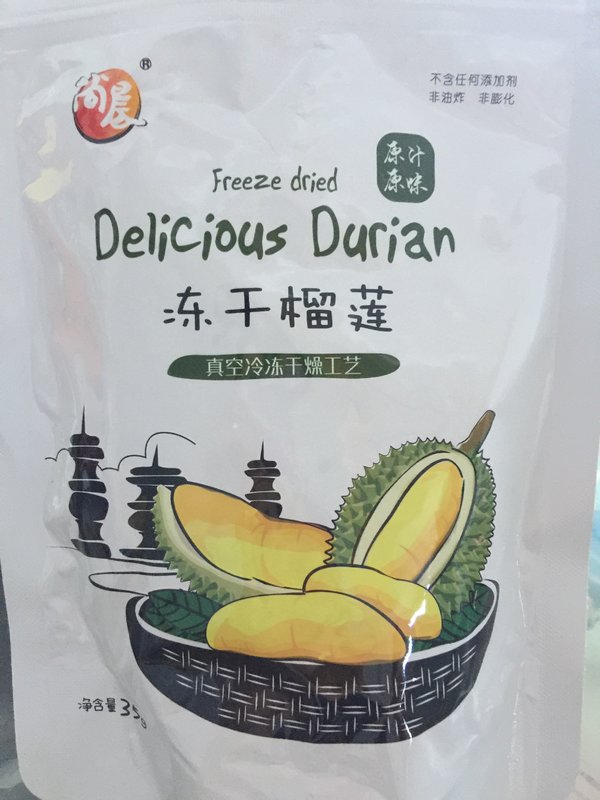 尚晨®
不含任何添加剂
非油炸 非膨化
原汁
原味
Freeze dried
Delicious Durian
冻干榴莲
真空冷冻干燥工艺
净含量35g